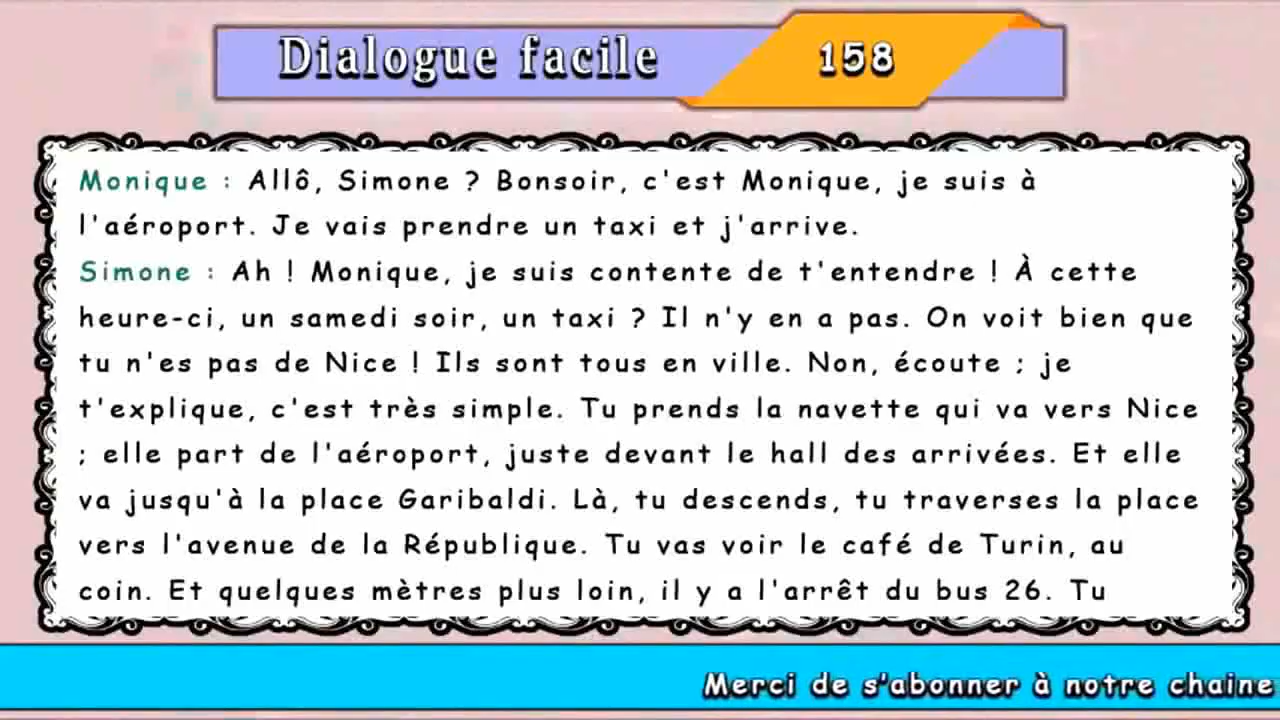 Dialogue facile
158
Monique : Allô, Simone ? Bonsoir, c'est Monique, je suis à
l'aéroport. Je vais prendre un taxi et j'arrive.
Simone : Ah ! Monique, je suis contente de t'entendre ! À cette
heure-ci, un samedi soir, un taxi ? Il n'y en a pas. On voit bien que
tu n'es pas de Nice ! Ils sont tous en ville. Non, écoute ; je
t'explique, c'est très simple. Tu prends la navette qui va vers Nice
; elle part de l'aéroport, juste devant le hall des arrivées. Et elle
va jusqu'à la place Garibaldi. Là, tu descends, tu traverses la place
vers l'avenue de la République. Tu vas voir le café de Turin, au
coin. Et quelques mètres plus loin, il y a l'arrêt du bus 26. Tu
Merci de s'abonner à notre chaine